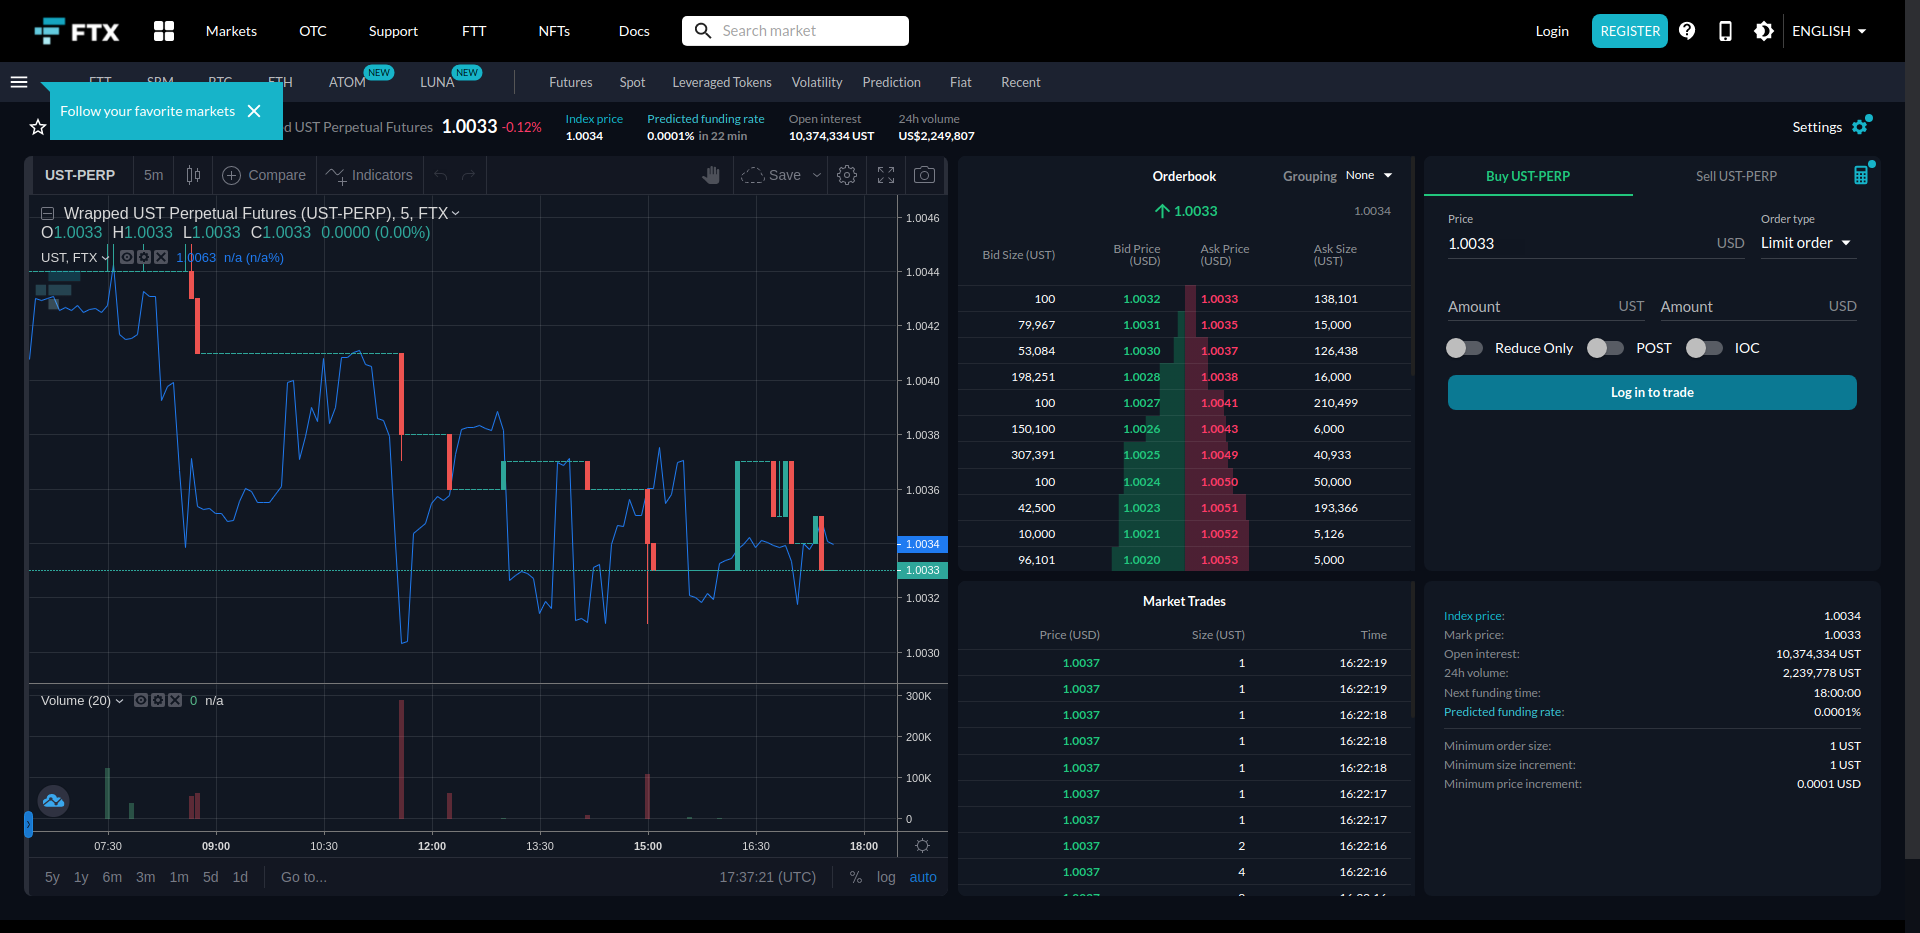 FTX
Markets OTC Support FTT NFTs Docs Search market Login REGISTER ENGLISH
FTT SRM BTC ETH ATOM NEW LUNA NEW Futures Spot Leveraged Tokens Volatility Prediction Fiat Recent
Follow your favorite markets
d UST Perpetual Futures 1.0033 -0.12%
Index price
1.0034
Predicted funding rate
0.0001% in 22 min
Open interest
10,374,334 UST
24h volume
US$2,249,807
Settings
UST-PERP 5m Compare Indicators Save
Wrapped UST Perpetual Futures (UST-PERP), 5, FTX
O1.0033 H1.0033 L1.0033 C1.0033 0.0000 (0.00%)
UST, FTX 1.0063 n/a (n/a%)
1.0046
1.0044
1.0042
1.0040
1.0038
1.0036
1.0034
1.0033
1.0032
1.0030
Volume (20) 0 n/a
300K
200K
100K
0
07:30 09:00 10:30 12:00 13:30 15:00 16:30 18:00
5y 1y 6m 3m 1m 5d 1d Go to... 17:37:21 (UTC) % log auto
Orderbook Grouping None
1.0033 1.0034
Bid Size (UST) Bid Price (USD) Ask Price (USD) Ask Size (UST)
100 1.0032 1.0033 138,101
79,967 1.0031 1.0035 15,000
53,084 1.0030 1.0037 126,438
198,251 1.0028 1.0038 16,000
100 1.0027 1.0041 210,499
150,100 1.0026 1.0043 6,000
307,391 1.0025 1.0049 40,933
100 1.0024 1.0050 50,000
42,500 1.0023 1.0051 193,366
10,000 1.0021 1.0052 5,126
96,101 1.0020 1.0053 5,000
Market Trades
Price (USD) Size (UST) Time
1.0037 1 16:22:19
1.0037 1 16:22:19
1.0037 1 16:22:18
1.0037 1 16:22:18
1.0037 1 16:22:18
1.0037 1 16:22:17
1.0037 1 16:22:17
1.0037 2 16:22:16
1.0037 4 16:22:16
Buy UST-PERP Sell UST-PERP
Price Order type
1.0033 USD Limit order
Amount UST Amount USD
Reduce Only POST IOC
Log in to trade
Index price: 1.0034
Mark price: 1.0033
Open interest: 10,374,334 UST
24h volume: 2,239,778 UST
Next funding time: 18:00:00
Predicted funding rate: 0.0001%
Minimum order size: 1 UST
Minimum size increment: 1 UST
Minimum price increment: 0.0001 USD